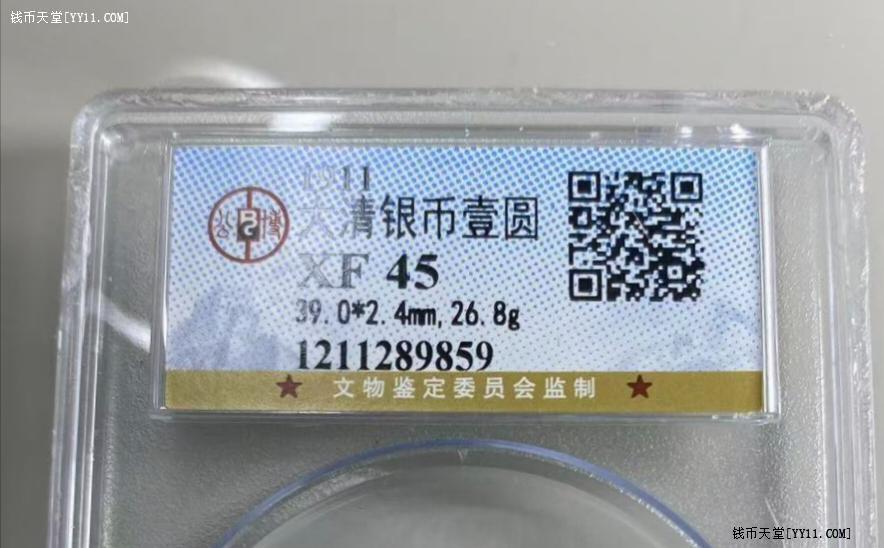 钱币天堂[YY11.COM]
1911
大清银币壹圆
XF 45
39.0*2.4mm,26.8g
1211289859
★ 文物鉴定委员会监制 ★
钱币天堂[YY11.COM]